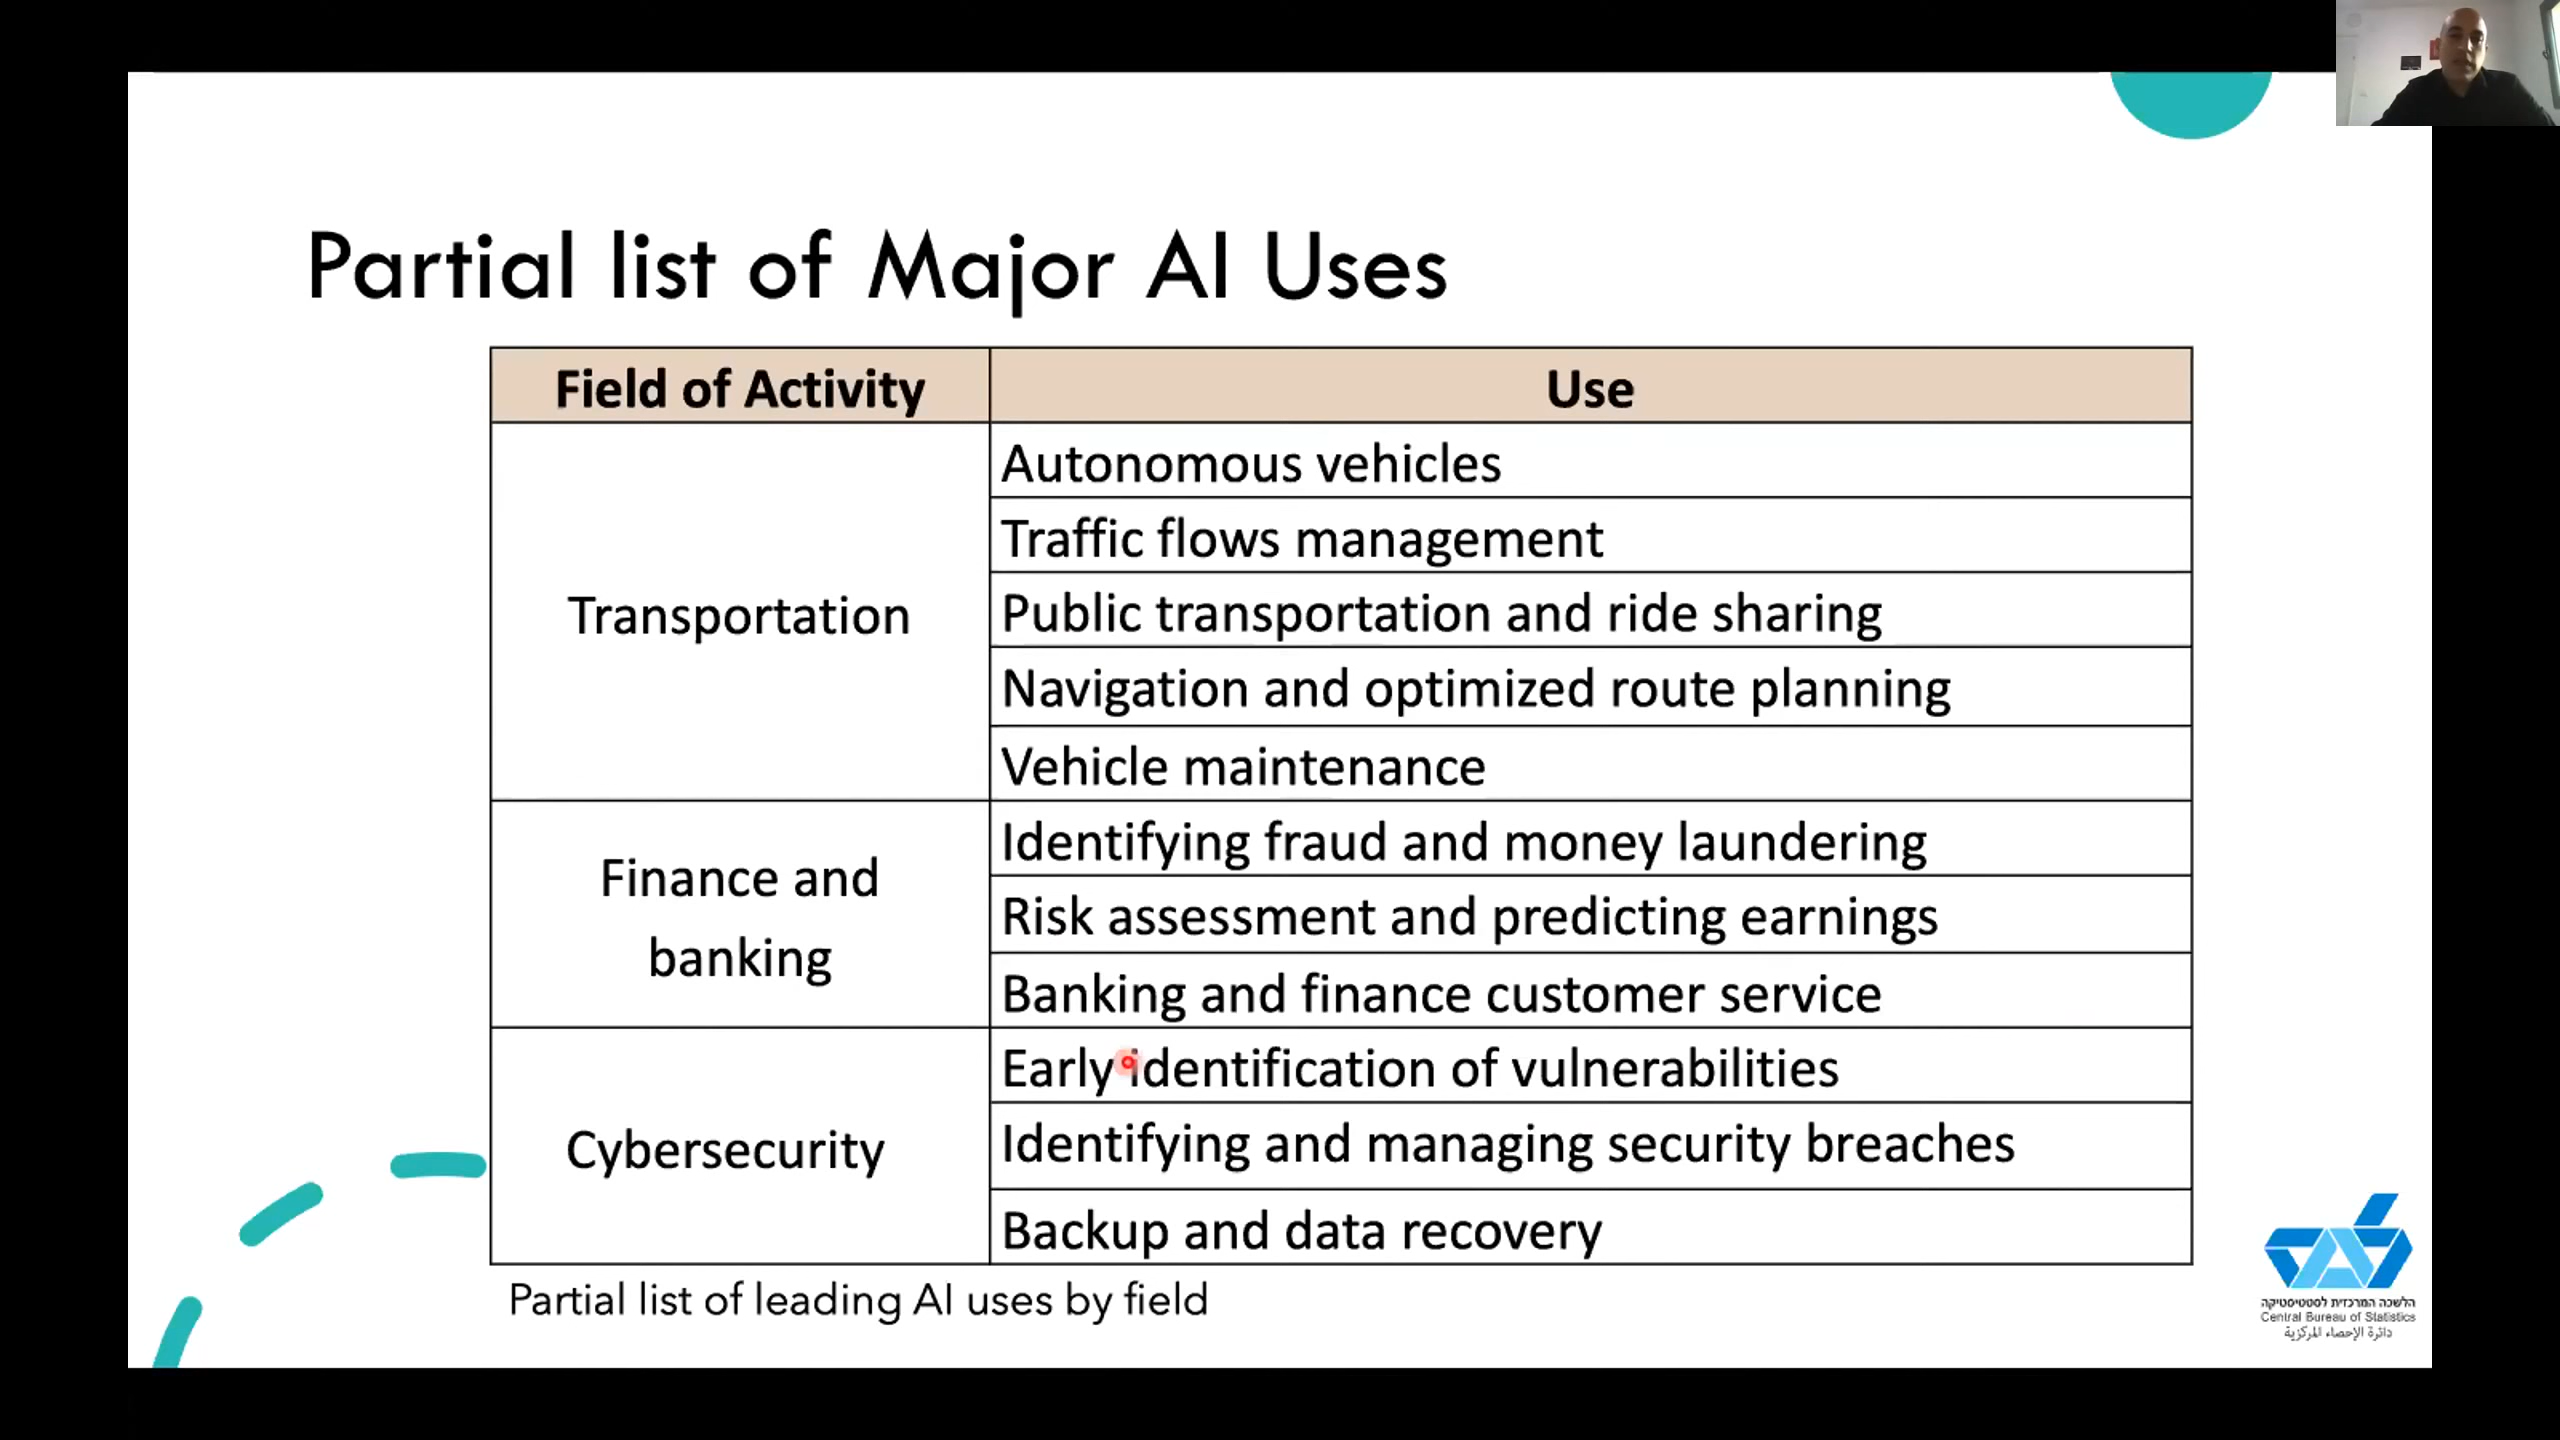 Partial list of Major AI Uses
Field of Activity
Use
Transportation
Autonomous vehicles
Traffic flows management
Public transportation and ride sharing
Navigation and optimized route planning
Vehicle maintenance
Finance and
banking
Identifying fraud and money laundering
Risk assessment and predicting earnings
Banking and finance customer service
Cybersecurity
Early identification of vulnerabilities
Identifying and managing security breaches
Backup and data recovery
Partial list of leading AI uses by field
הלשכה המרכזית לסטטיסטיקה
Central Bureau of Statistics
دائرة الإحصاء المركزية